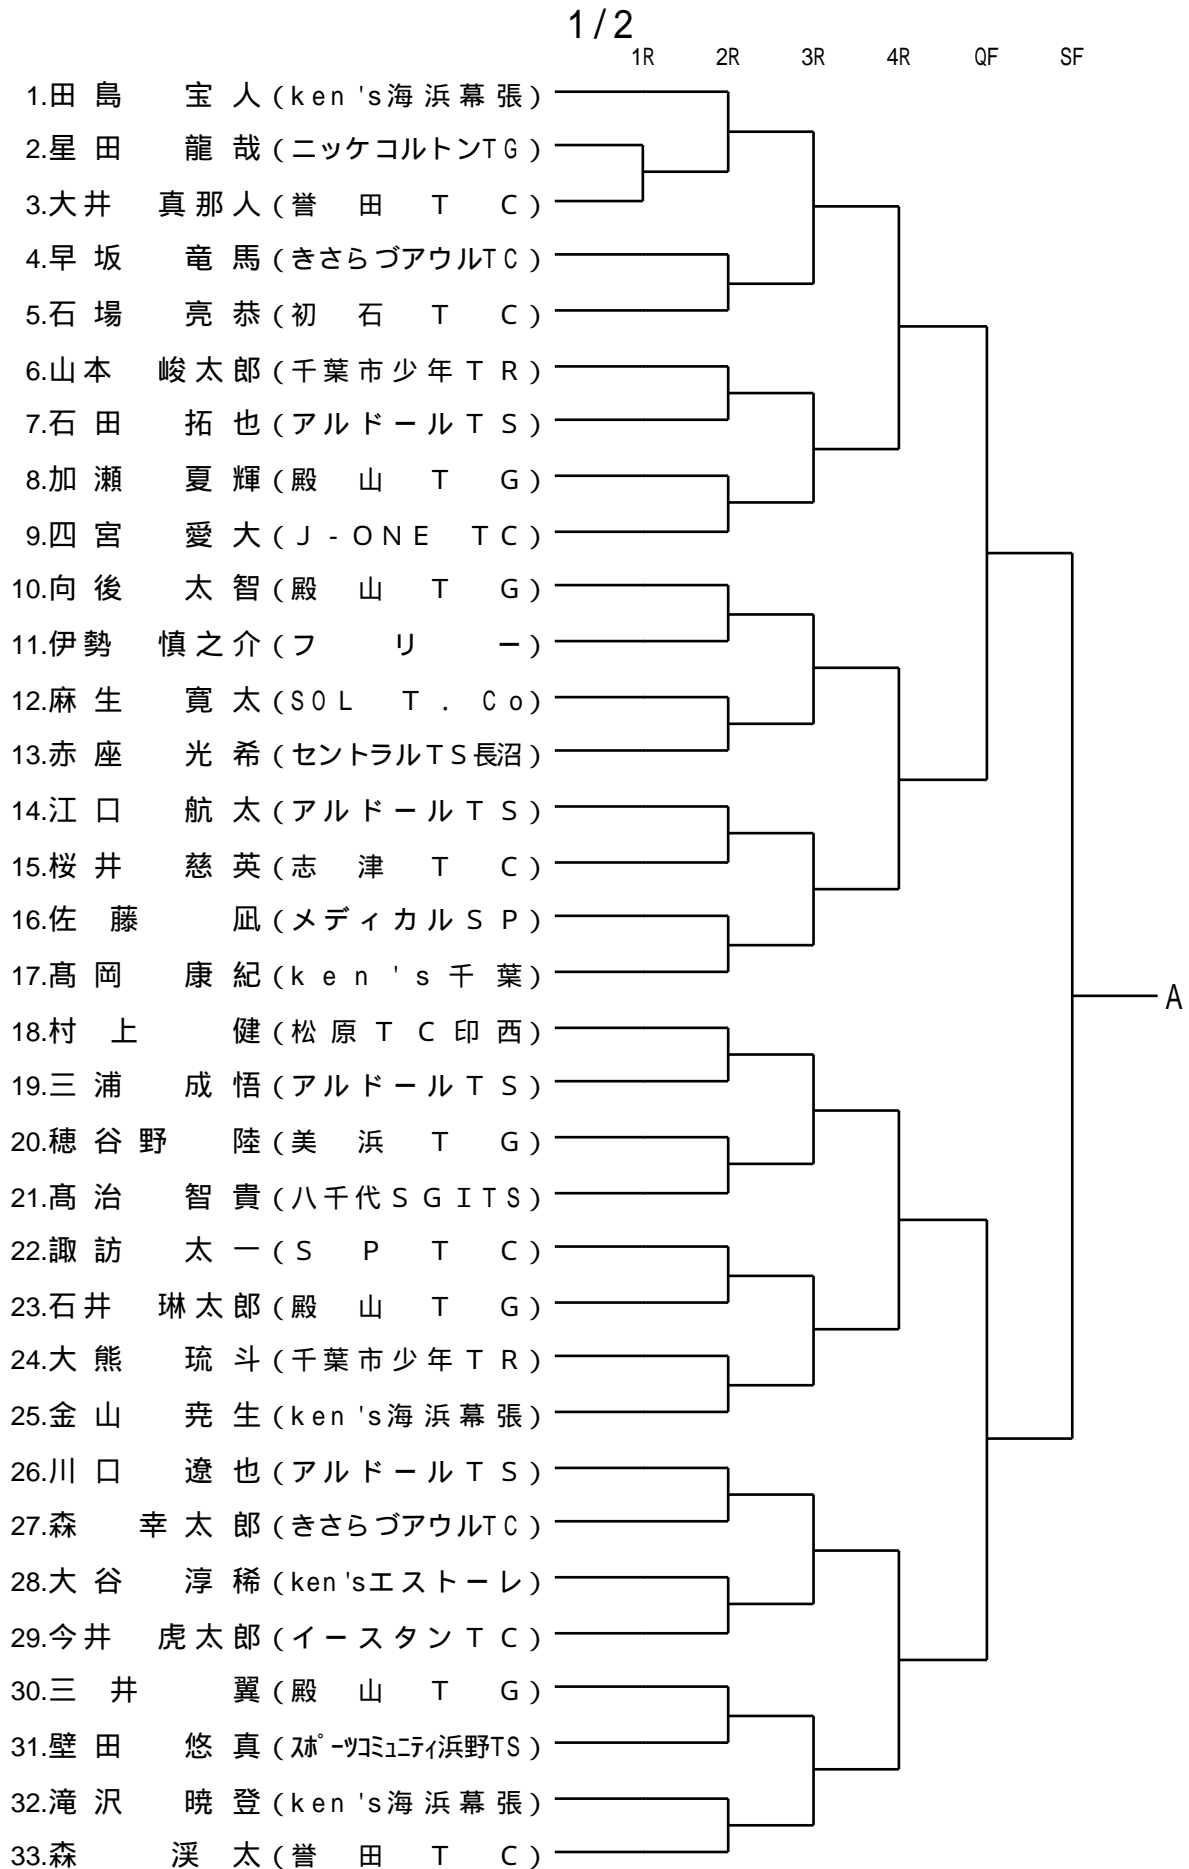 1/2
1R 2R 3R 4R QF SF
1.田島 宝人(ken's海浜幕張)
2.星田 龍哉(ニッケコルトンTG)
3.大井 真那人(誉田TC)
4.早坂 竜馬(きさらづアウルTC)
5.石場 亮恭(初石TC)
6.山本 峻太郎(千葉市少年TR)
7.石田 拓也(アルドールTS)
8.加瀬 夏輝(殿山TG)
9.四宮 愛大(J-ONE TC)
10.向後 太智(殿山TG)
11.伊勢 慎之介(フリー)
12.麻生 寛太(SOL T.Co)
13.赤座 光希(セントラルTS長沼)
14.江口 航太(アルドールTS)
15.桜井 慈英(志津TC)
16.佐藤 凪(メディカルSP)
17.髙岡 康紀(ken's千葉)
A
18.村上 健(松原TC印西)
19.三浦 成悟(アルドールTS)
20.穂谷野 陸(美浜TG)
21.髙治 智貴(八千代SGITS)
22.諏訪 太一(SPTC)
23.石井 琳太郎(殿山TG)
24.大熊 琉斗(千葉市少年TR)
25.金山 尭生(ken's海浜幕張)
26.川口 遼也(アルドールTS)
27.森 幸太郎(きさらづアウルTC)
28.大谷 淳稀(ken'sエストーレ)
29.今井 虎太郎(イースタンTC)
30.三井 翼(殿山TG)
31.壁田 悠真(スポーツコミュニティ浜野TS)
32.滝沢 暁登(ken's海浜幕張)
33.森 渓太(誉田TC)